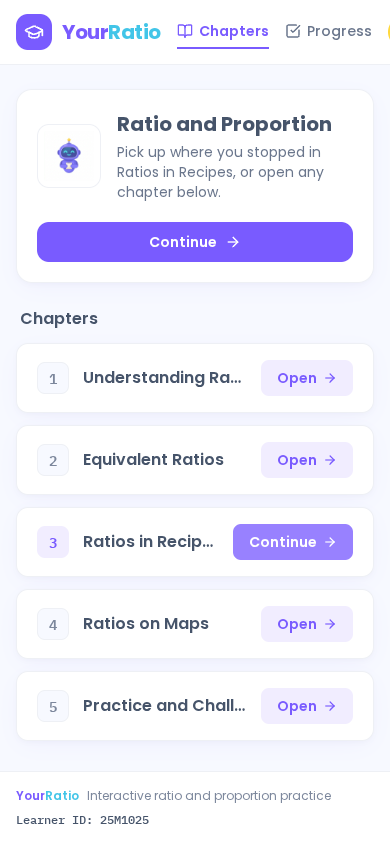 YourRatio Chapters Progress
Ratio and Proportion
Pick up where you stopped in
Ratios in Recipes, or open any
chapter below.
Continue →
Chapters
1 Understanding Ra... Open →
2 Equivalent Ratios Open →
3 Ratios in Recip... Continue →
4 Ratios on Maps Open →
5 Practice and Chall... Open →
YourRatio Interactive ratio and proportion practice
Learner ID: 25M1025